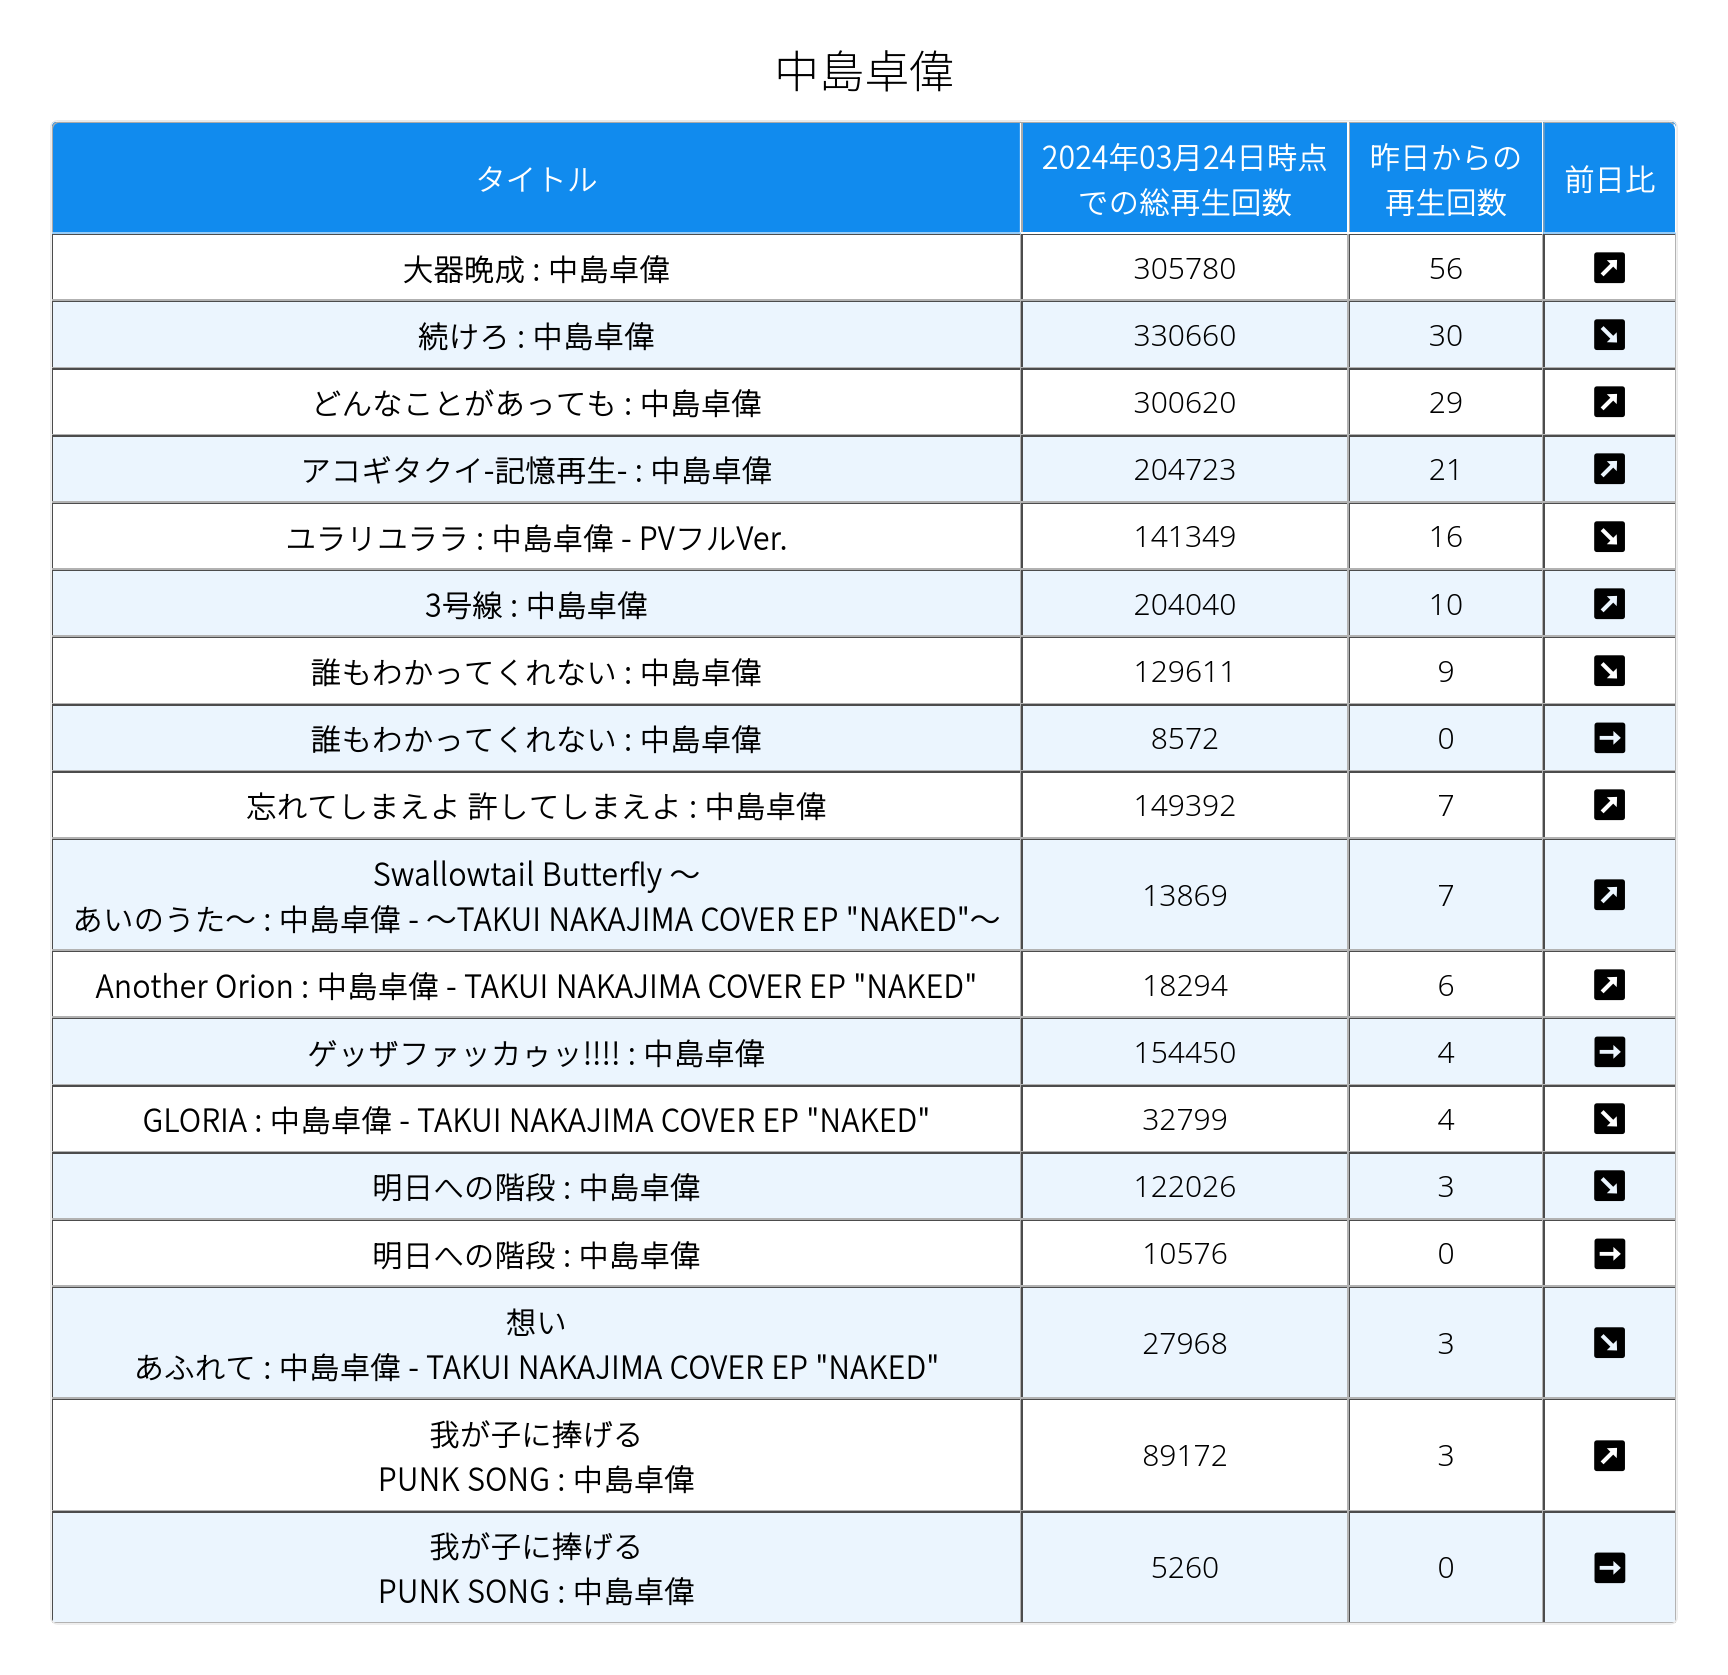 中島卓偉
タイトル
2024年03月24日時点
での総再生回数
昨日からの
再生回数
前日比
大器晩成 : 中島卓偉 305780 56 ↗
続けろ : 中島卓偉 330660 30 ↘
どんなことがあっても : 中島卓偉 300620 29 ↗
アコギタクイ-記憶再生- : 中島卓偉 204723 21 ↗
ユラリユララ : 中島卓偉 - PVフルVer. 141349 16 ↘
3号線 : 中島卓偉 204040 10 ↗
誰もわかってくれない : 中島卓偉 129611 9 ↘
誰もわかってくれない : 中島卓偉 8572 0 →
忘れてしまえよ 許してしまえよ : 中島卓偉 149392 7 ↗
Swallowtail Butterfly 〜
あいのうた〜 : 中島卓偉 - 〜TAKUI NAKAJIMA COVER EP "NAKED"〜 13869 7 ↗
Another Orion : 中島卓偉 - TAKUI NAKAJIMA COVER EP "NAKED" 18294 6 ↗
ゲッザファッカゥッ!!!! : 中島卓偉 154450 4 →
GLORIA : 中島卓偉 - TAKUI NAKAJIMA COVER EP "NAKED" 32799 4 ↘
明日への階段 : 中島卓偉 122026 3 ↘
明日への階段 : 中島卓偉 10576 0 →
想い
あふれて : 中島卓偉 - TAKUI NAKAJIMA COVER EP "NAKED" 27968 3 ↘
我が子に捧げる
PUNK SONG : 中島卓偉 89172 3 ↗
我が子に捧げる
PUNK SONG : 中島卓偉 5260 0 →